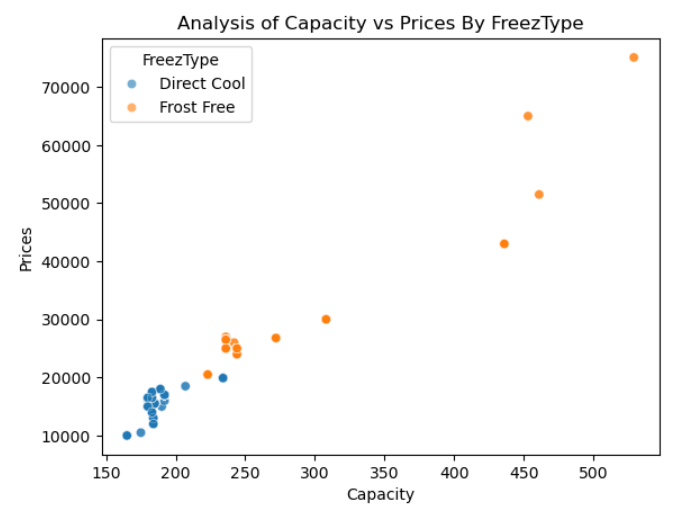 Analysis of Capacity vs Prices By FreezType
FreezType
Direct Cool
Frost Free
Prices
70000
60000
50000
40000
30000
20000
10000
150 200 250 300 350 400 450 500
Capacity